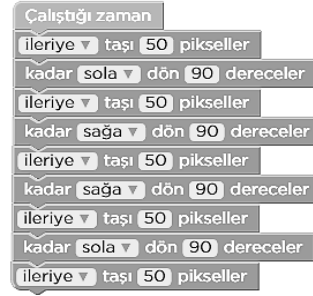 Çalıştığı zaman
ileriye ▼ taşı 50 pikseller
kadar sola ▼ dön 90 dereceler
ileriye ▼ taşı 50 pikseller
kadar sağa ▼ dön 90 dereceler
ileriye ▼ taşı 50 pikseller
kadar sağa ▼ dön 90 dereceler
ileriye ▼ taşı 50 pikseller
kadar sola ▼ dön 90 dereceler
ileriye ▼ taşı 50 pikseller